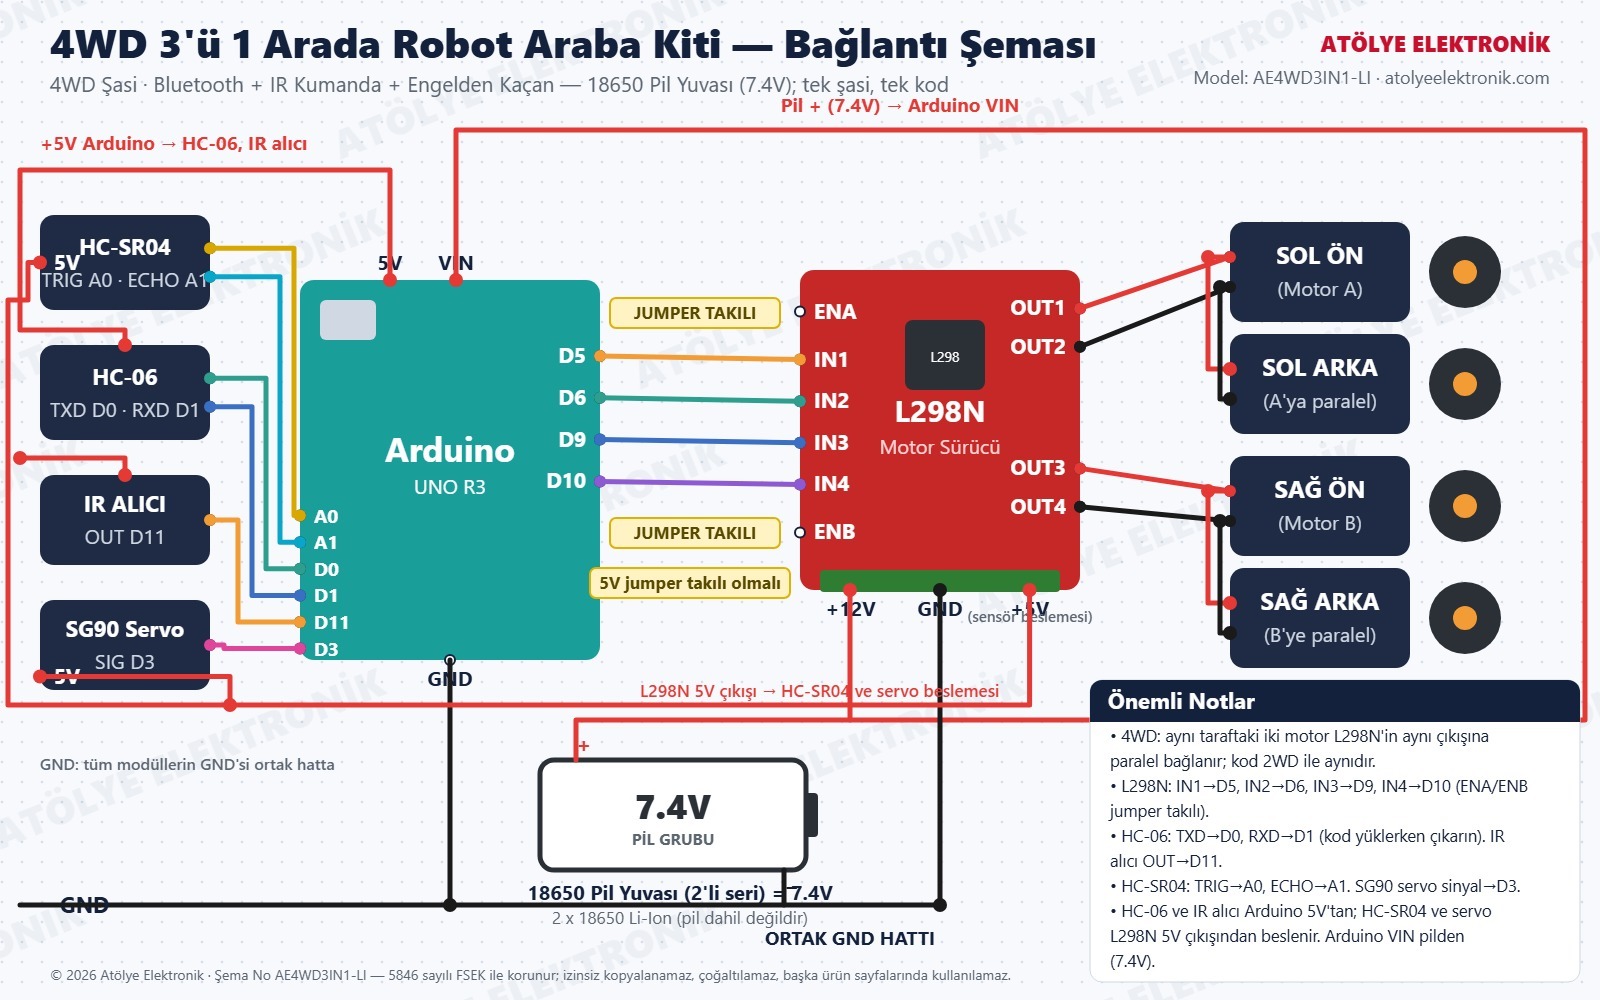 4WD 3'ü 1 Arada Robot Araba Kiti — Bağlantı Şeması
ATÖLYE ELEKTRONİK
4WD Şasi · Bluetooth + IR Kumanda + Engelden Kaçan — 18650 Pil Yuvası (7.4V); tek şasi, tek kod
Model: AE4WD3IN1-LI · atolyeelektronik.com
Pil + (7.4V) → Arduino VIN
+5V Arduino → HC-06, IR alıcı
HC-SR04
5V
TRIG A0 · ECHO A1
HC-06
TXD D0 · RXD D1
IR ALICI
OUT D11
SG90 Servo
SIG D3
5V
5V
VIN
Arduino
UNO R3
D5
D6
D9
D10
A0
A1
D0
D1
D11
D3
GND
JUMPER TAKILI
JUMPER TAKILI
5V jumper takılı olmalı
ENA
IN1
IN2
IN3
IN4
ENB
L298
L298N
Motor Sürücü
OUT1
OUT2
OUT3
OUT4
+12V
GND
+5V
(sensör beslemesi)
SOL ÖN
(Motor A)
SOL ARKA
(A'ya paralel)
SAĞ ÖN
(Motor B)
SAĞ ARKA
(B'ye paralel)
L298N 5V çıkışı → HC-SR04 ve servo beslemesi
GND: tüm modüllerin GND'si ortak hatta
+
7.4V
PİL GRUBU
–
18650 Pil Yuvası (2'li seri) = 7.4V
2 x 18650 Li-Ion (pil dahil değildir)
GND
ORTAK GND HATTI
Önemli Notlar
• 4WD: aynı taraftaki iki motor L298N'in aynı çıkışına
paralel bağlanır; kod 2WD ile aynıdır.
• L298N: IN1→D5, IN2→D6, IN3→D9, IN4→D10 (ENA/ENB
jumper takılı).
• HC-06: TXD→D0, RXD→D1 (kod yüklerken çıkarın). IR
alıcı OUT→D11.
• HC-SR04: TRIG→A0, ECHO→A1. SG90 servo sinyal→D3.
• HC-06 ve IR alıcı Arduino 5V'tan; HC-SR04 ve servo
L298N 5V çıkışından beslenir. Arduino VIN pilden
(7.4V).
© 2026 Atölye Elektronik · Şema No AE4WD3IN1-LI — 5846 sayılı FSEK ile korunur; izinsiz kopyalanamaz, çoğaltılamaz, başka ürün sayfalarında kullanılamaz.